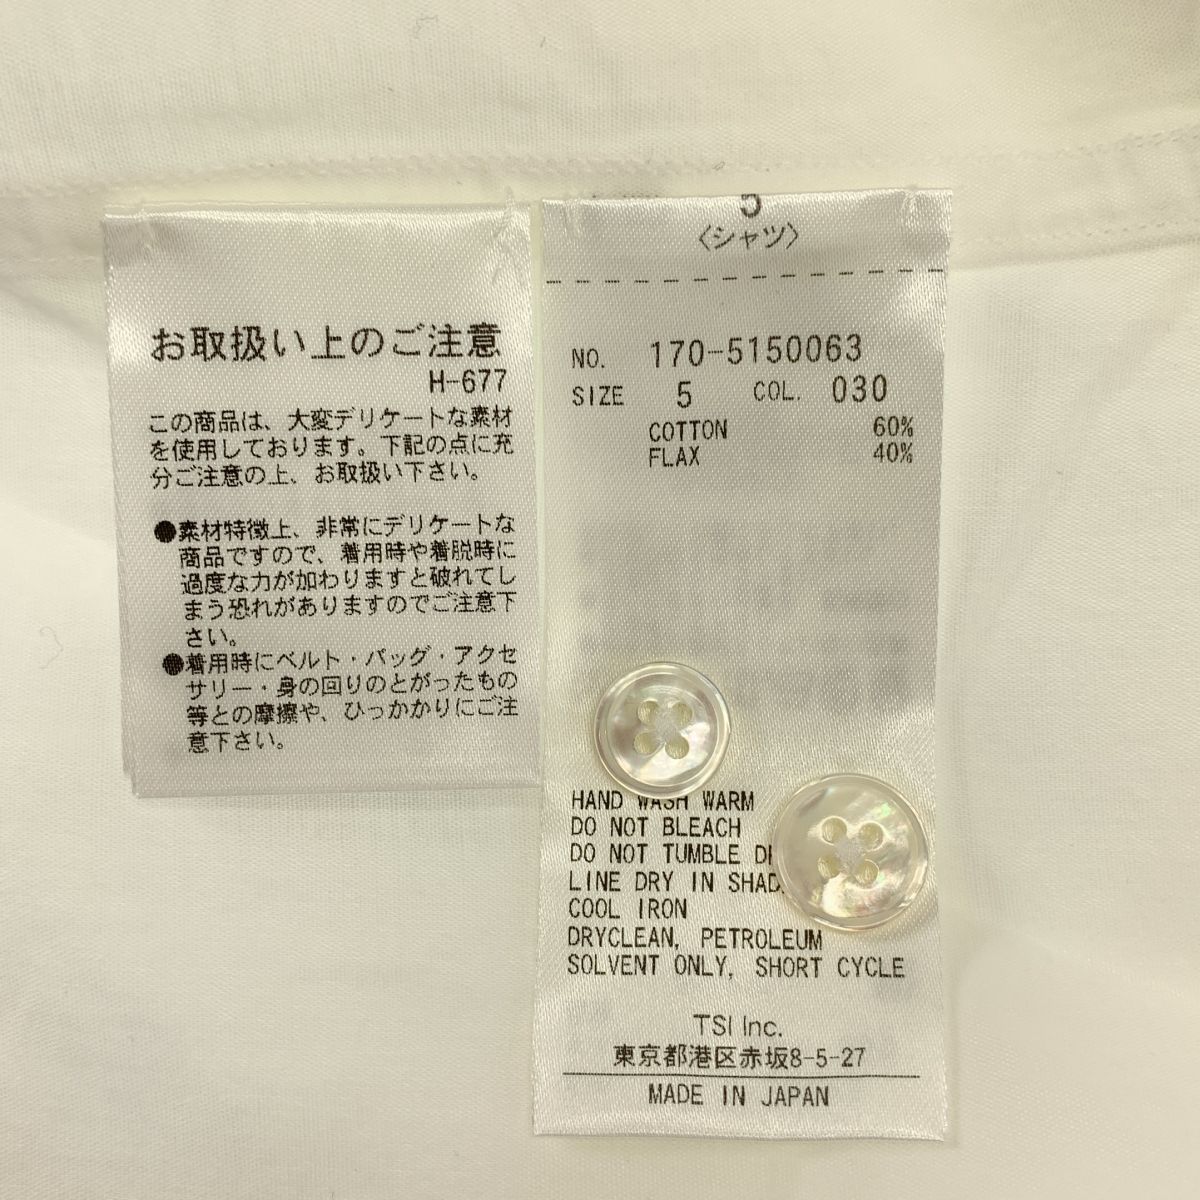 お取扱い上のご注意
H-677
この商品は、大変デリケートな素材
を使用しております。下記の点に充
分ご注意の上、お取扱い下さい。
●素材特徴上、非常にデリケートな
商品ですので、着用時や着脱時に
過度な力が加わりますと破れてし
まう恐れがありますのでご注意下
さい。
●着用時にベルト・バッグ・アクセ
サリー・身の回りのとがったもの
等との摩擦や、ひっかかりにご注
意下さい。
5
〈シャツ〉
NO. 170-5150063
SIZE 5 COL. 030
COTTON 60%
FLAX 40%
HAND WASH WARM
DO NOT BLEACH
DO NOT TUMBLE
LINE DRY IN
COOL IRON
DRYCLEAN, PETROLEUM
SOLVENT ONLY, SHORT CYCLE
TSI Inc.
東京都港区赤坂8-5-27
MADE IN JAPAN